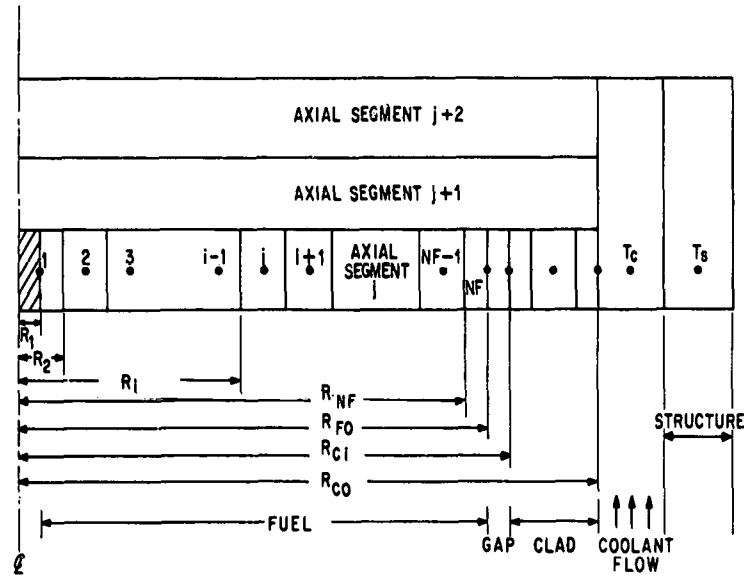 AXIAL SEGMENT j+2
AXIAL SEGMENT j+1
1 2 3 i-1 i i+1 AXIAL SEGMENT j NF-1 NF Tc Ts
R1
R2
Ri
RNF
RFO
RCi
RCO
STRUCTURE
FUEL
GAP CLAD COOLANT FLOW
℄